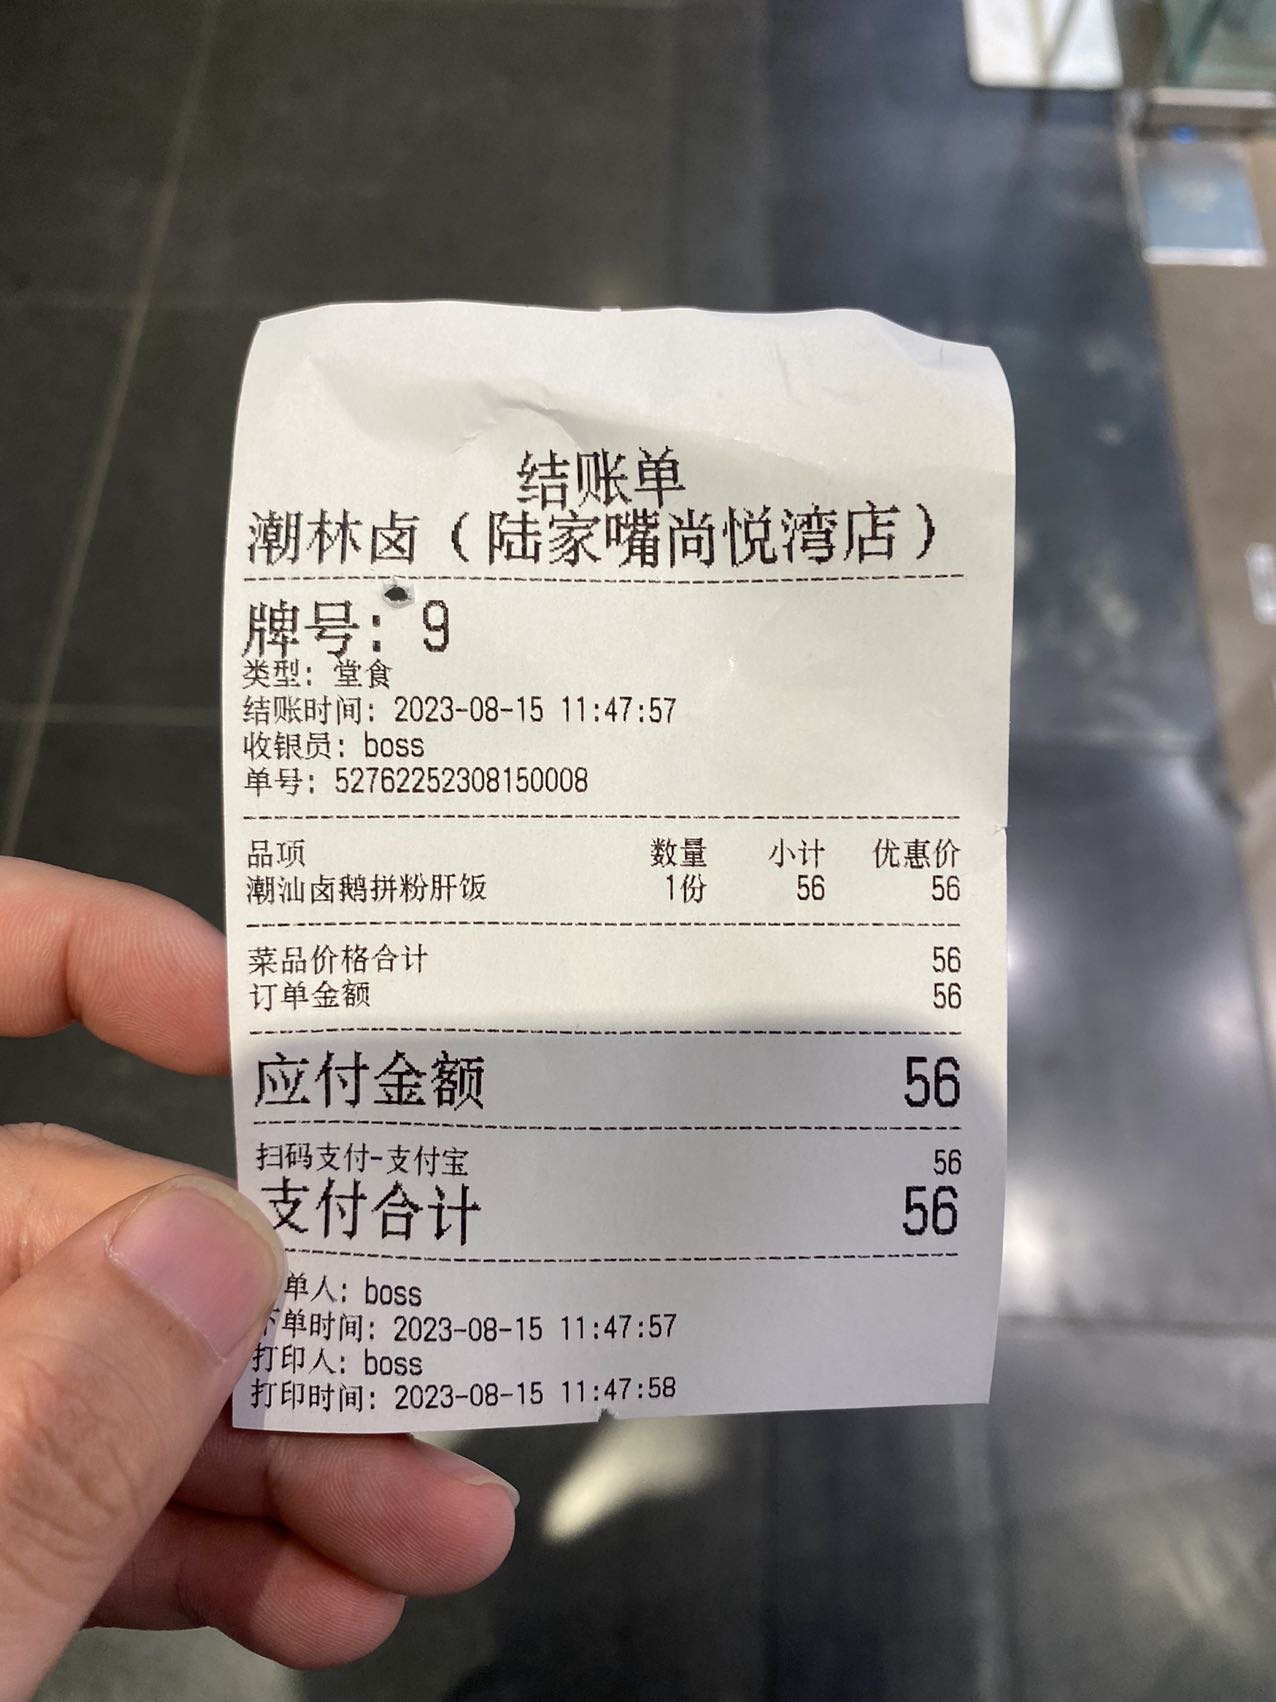 结账单
潮林卤（陆家嘴尚悦湾店）
牌号: 9
类型: 堂食
结账时间: 2023-08-15 11:47:57
收银员: boss
单号: 52762252308150008
品项 数量 小计 优惠价
潮汕卤鹅拼粉肝饭 1份 56 56
菜品价格合计 56
订单金额 56
应付金额 56
扫码支付-支付宝 56
支付合计 56
单人: boss
下单时间: 2023-08-15 11:47:57
打印人: boss
打印时间: 2023-08-15 11:47:58